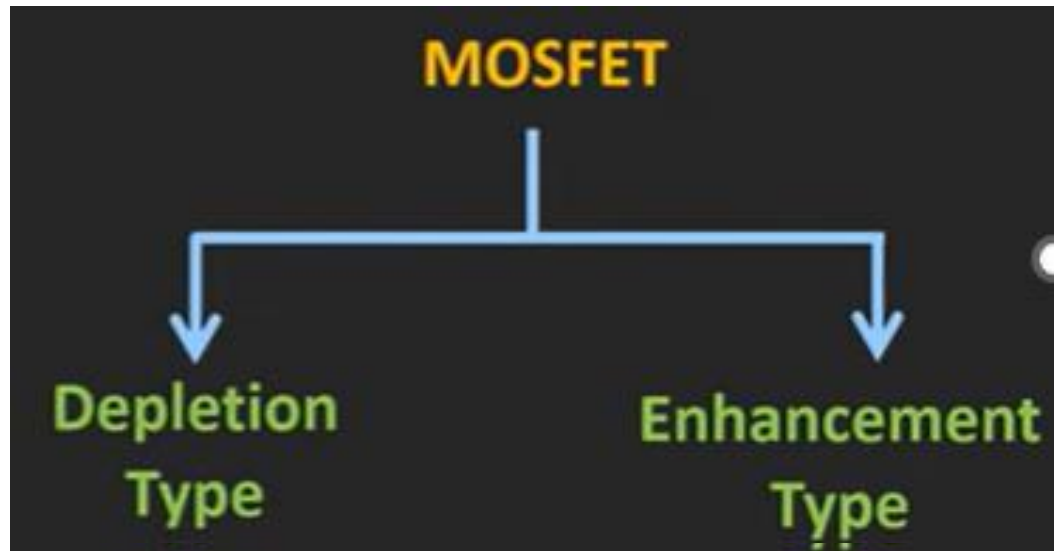 MOSFET
Depletion
Type
Enhancement
Type